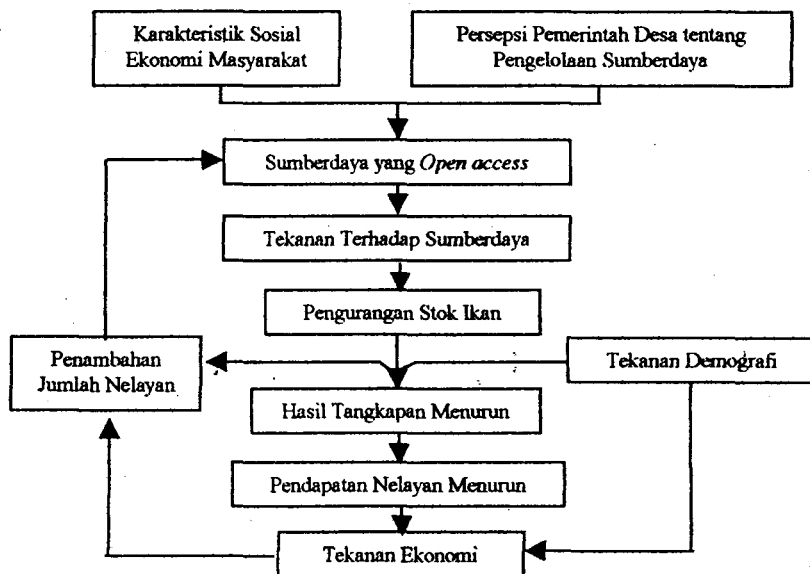 Karakteristik Sosial
Ekonomi Masyarakat
Persepsi Pemerintah Desa tentang
Pengelolaan Sumberdaya
Sumberdaya yang Open access
Tekanan Terhadap Sumberdaya
Pengurangan Stok Ikan
Penambahan
Jumlah Nelayan
Tekanan Demografi
Hasil Tangkapan Menurun
Pendapatan Nelayan Menurun
Tekanan Ekonomi